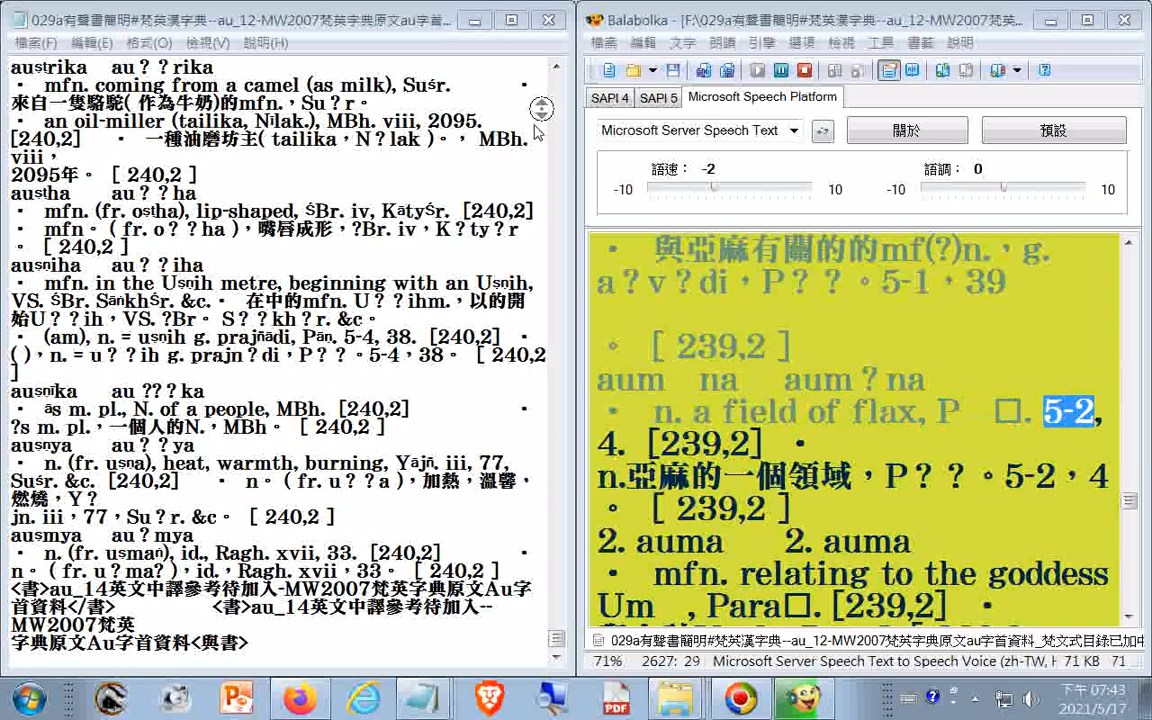 029a有聲書簡明#梵英漢字典--au_12-MW2007梵英字典原文au字首...
檔案(F) 編輯(E) 格式(O) 檢視(V) 說明(H)
auṣṭrika au？？rika
• mfn. coming from a camel (as milk), Suśr. •
來自一隻駱駝( 作為牛奶)的mfn.，Su？r。
• an oil-miller (tailika, Nīlak.), MBh. viii, 2095.
[240,2] • 一種油磨坊主( tailika，N？lak )。， MBh.
viii，
2095年。 [ 240,2 ]
auṣṭha au？？ha
• mfn. (fr. oṣṭha), lip-shaped, ŚBr. iv, KātyŚr. [240,2]
• mfn。( fr. o？？ha )，嘴唇成形，?Br. iv，K？ty？r
。 [ 240,2 ]
auṣṇiha au？？iha
• mfn. in the Uṣṇih metre, beginning with an Uṣṇih,
VS. ŚBr. ŚāṅkhŚr. &c. • 在中的mfn. U？？ihm.，以的開
始U？？ih，VS. ?Br。 S？？kh？r. &c。
• (am), n. = uṣṇih g. prajñādi, Pāṇ. 5-4, 38. [240,2]
( )，n. = u？？ih g. prajn？di，P？？。5-4，38。 [ 240,2
]
auṣṇīka au???ka
• ās m. pl., N. of a people, MBh. [240,2] •
?s m. pl.，一個人的N.，MBh。 [ 240,2 ]
auṣṇya au？？ya
• n. (fr. uṣṇa), heat, warmth, burning, Yājñ. iii, 77,
Suśr. &c. [240,2] • n。( fr. u？？a )，加熱，溫馨，
燃燒，Y？
jn. iii，77，Su？r. &c。 [ 240,2 ]
auṣmya au？mya
• n. (fr. uṣman), id., Ragh. xvii, 33. [240,2] •
n。( fr. u？ma?)，id.，Ragh. xvii，33。 [ 240,2 ]
<書>au_14英文中譯參考待加入-MW2007梵英字典原文Au字
首資料</書> <書>au_14英文中譯參考待加入--
MW2007梵英
字典原文Au字首資料<與書>
Balabolka - [F:\029a有聲書簡明#梵英漢字典--au_12-MW2007梵英...
檔案 編輯 文字 朗讀 引擎 選項 檢視 工具 書籤 說明
SAPI 4 SAPI 5 Microsoft Speech Platform
Microsoft Server Speech Text 關於 預設
語速： -2 語調： 0
-10 10 -10 10
• 與亞麻有關的的mf(?)n.，g.
a？v？di，P？？。5-1，39
。 [ 239,2 ]
aum na aum？na
• n. a field of flax, P □. 5-2,
4. [239,2] •
n.亞麻的一個領域，P？？。5-2，4
。 [ 239,2 ]
2. auma 2. auma
• mfn. relating to the goddess
Um , Para□. [239,2] •
029a有聲書簡明#梵英漢字典--au_12-MW2007梵英字典原文au字首資料_梵文式目錄已加中
71% 2627: 29 Microsoft Server Speech Text to Speech Voice (zh-TW, H 71 KB 71
下午 07:43
2021/5/17